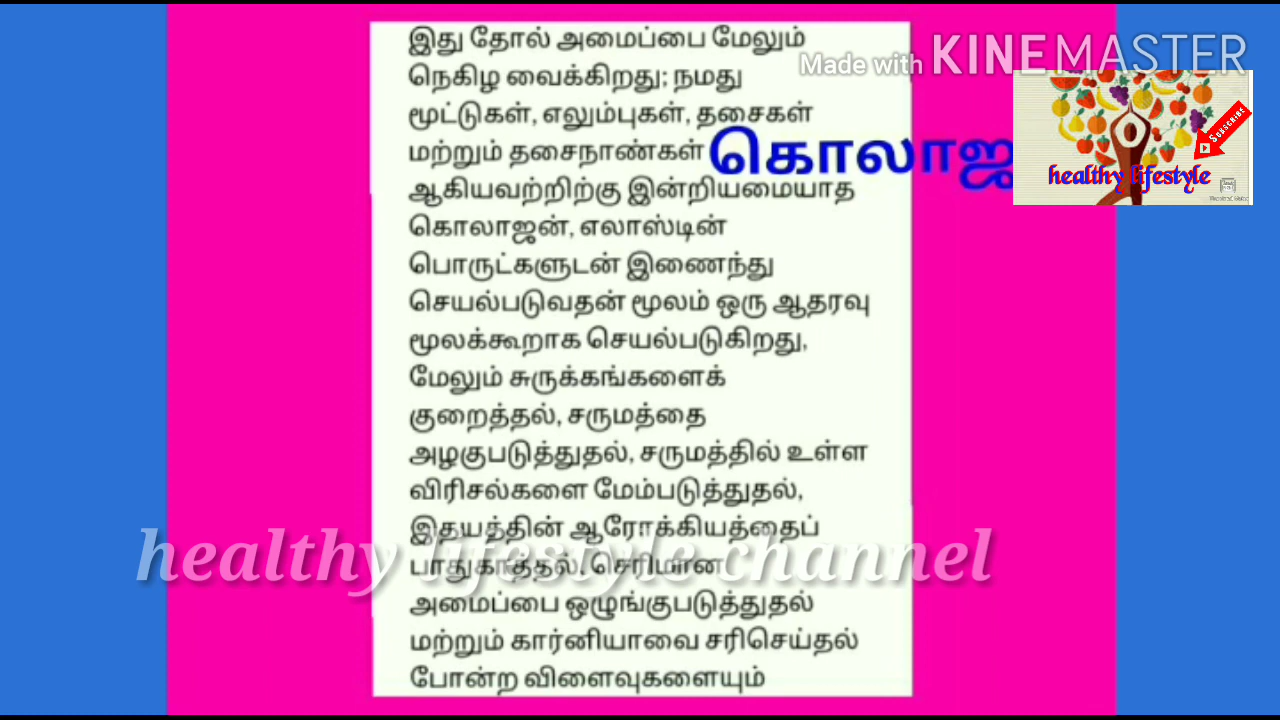 இது தோல் அமைப்பை மேலும்
நெகிழ வைக்கிறது; நமது
மூட்டுகள், எலும்புகள், தசைகள்
மற்றும் தசைநாண்கள்
ஆகியவற்றிற்கு இன்றியமையாத
கொலாஜன், எலாஸ்டின்
பொருட்களுடன் இணைந்து
செயல்படுவதன் மூலம் ஒரு ஆதரவு
மூலக்கூறாக செயல்படுகிறது,
மேலும் சுருக்கங்களைக்
குறைத்தல், சருமத்தை
அழகுபடுத்துதல், சருமத்தில் உள்ள
விரிசல்களை மேம்படுத்துதல்,
இதயத்தின் ஆரோக்கியத்தைப்
பாதுகாத்தல், செரிமான
அமைப்பை ஒழுங்குபடுத்துதல்
மற்றும் கார்னியாவை சரிசெய்தல்
போன்ற விளைவுகளையும்
கொலாஜ
Made with KINEMASTER
SUBSCRIBE
healthy lifestyle
healthy lifestyle channel